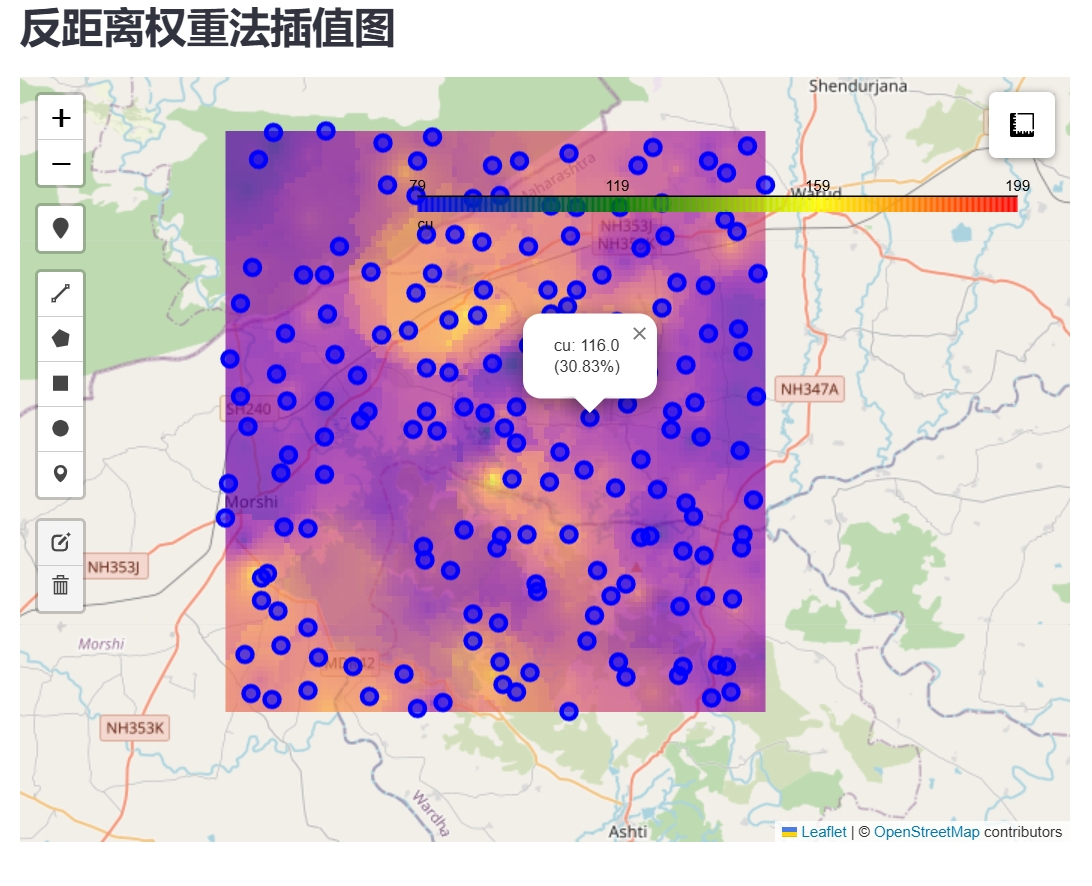 反距离权重法插值图
Shendurjana
+
−
Maharashtra
79
119
159
199
Warud
cu
NH353J
cu: 116.0
(30.83%)
×
NH347A
SH240
Morshi
NH353J
Morshi
NH353K
Wardha
Ashti
Leaflet | © OpenStreetMap contributors